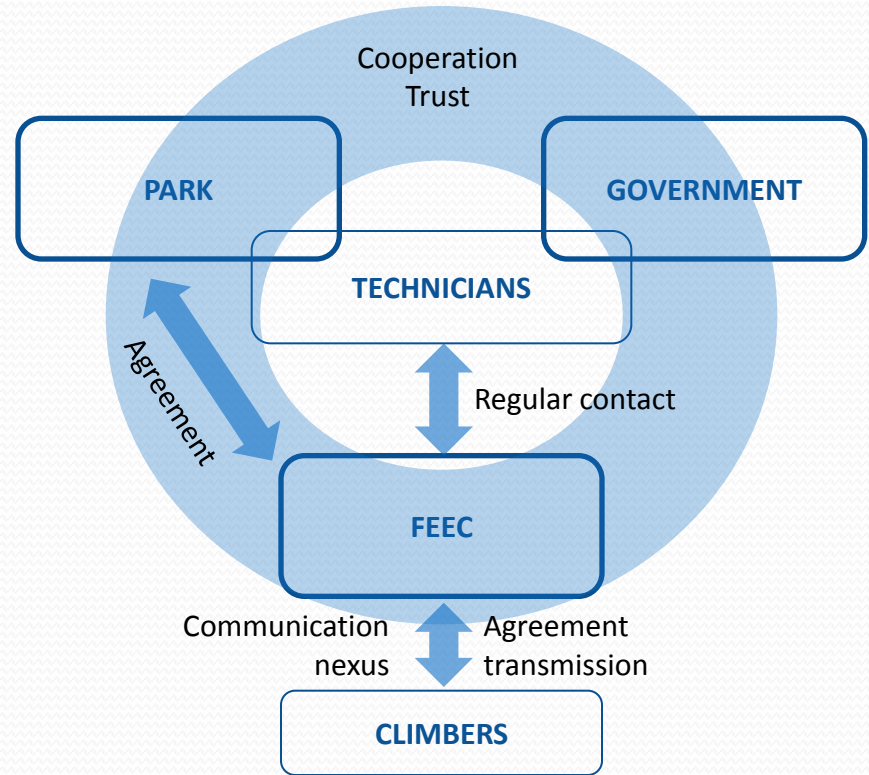 Cooperation
Trust
PARK
GOVERNMENT
TECHNICIANS
Agreement
Regular contact
FEEC
Communication
nexus
Agreement
transmission
CLIMBERS